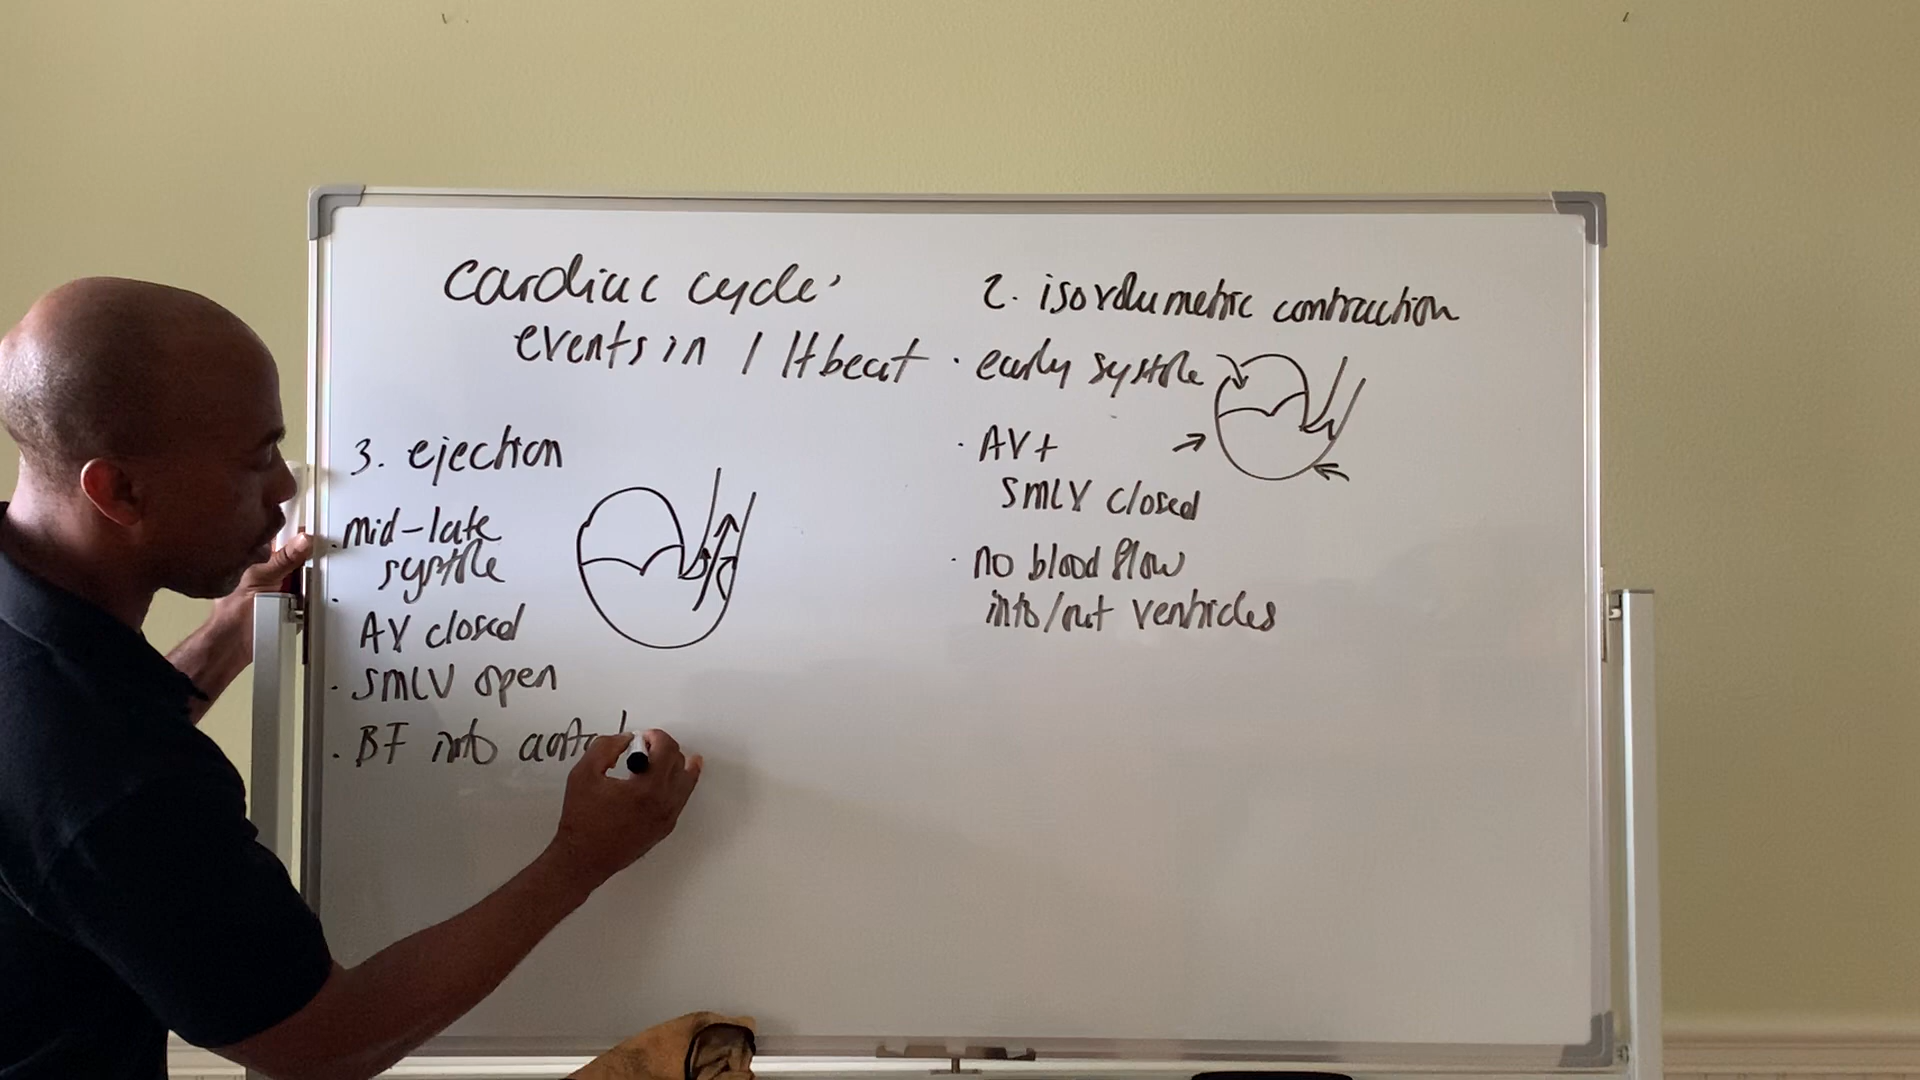 cardiac cycle:
events in 1 Htbeat
2. isovolumetric contraction
· early systole
· AV +
SMLV closed
· no blood flow
into/out ventricles
3. ejection
· mid-late
systole
· AV closed
· SMLV open
· BF into aorta